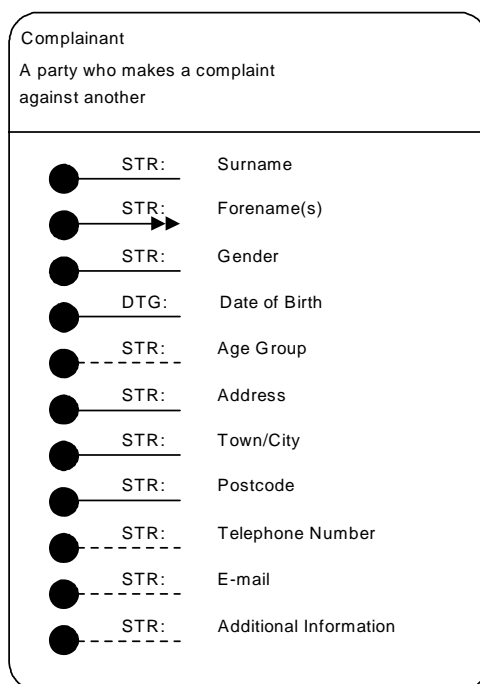 Complainant
A party who makes a complaint
against another
STR: Surname
STR: Forename(s)
STR: Gender
DTG: Date of Birth
STR: Age Group
STR: Address
STR: Town/City
STR: Postcode
STR: Telephone Number
STR: E-mail
STR: Additional Information